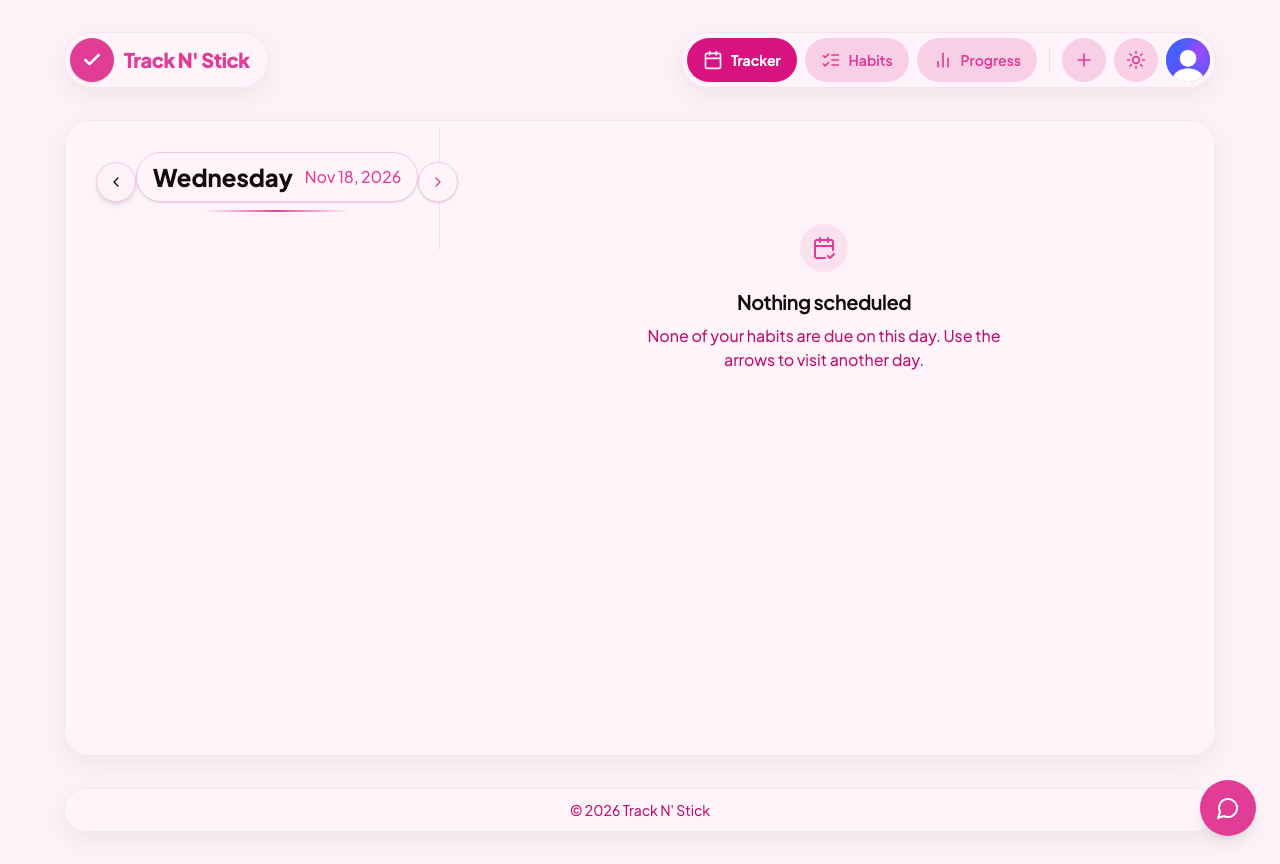 Track N' Stick
Tracker
Habits
Progress
Wednesday Nov 18, 2026
Nothing scheduled
None of your habits are due on this day. Use the
arrows to visit another day.
© 2026 Track N' Stick